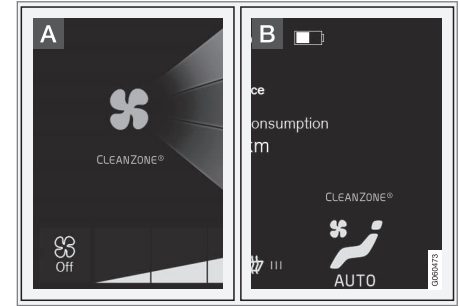 A
CLEANZONE®
Off
B
ce
onsumption
km
CLEANZONE®
AUTO
G060473